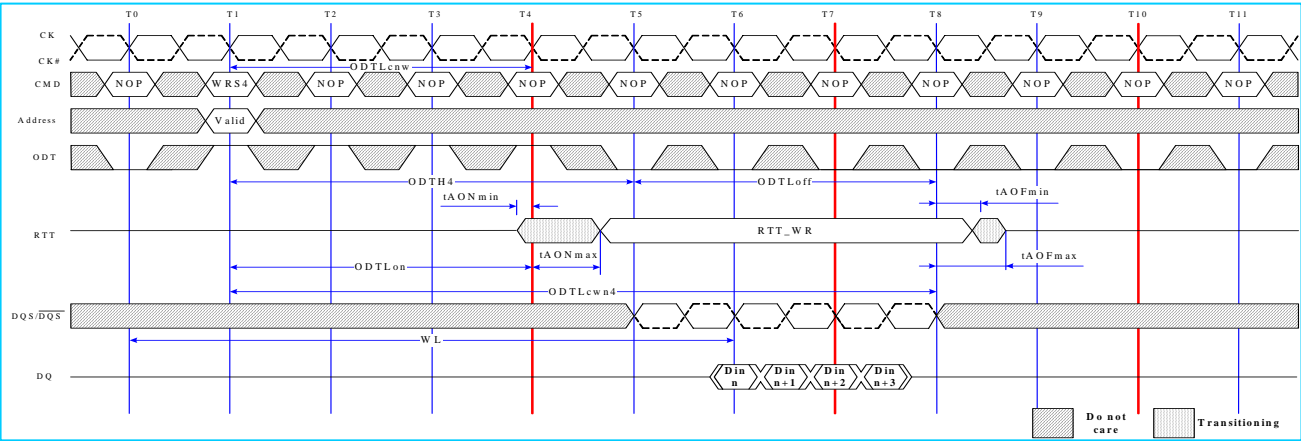 T0 T1 T2 T3 T4 T5 T6 T7 T8 T9 T10 T11
CK
CK#
ODTLcnw
CMD NOP WRS4 NOP NOP NOP NOP NOP NOP NOP NOP NOP NOP
Address Valid
ODT
ODTH4 ODTLoff
tAONmin tAOFmin
RTT RTT_WR
tAONmax
ODTLon tAOFmax
ODTLcwn4
DQS/DQS
WL
DQ Din n Din n+1 Din n+2 Din n+3
Do not care
Transitioning